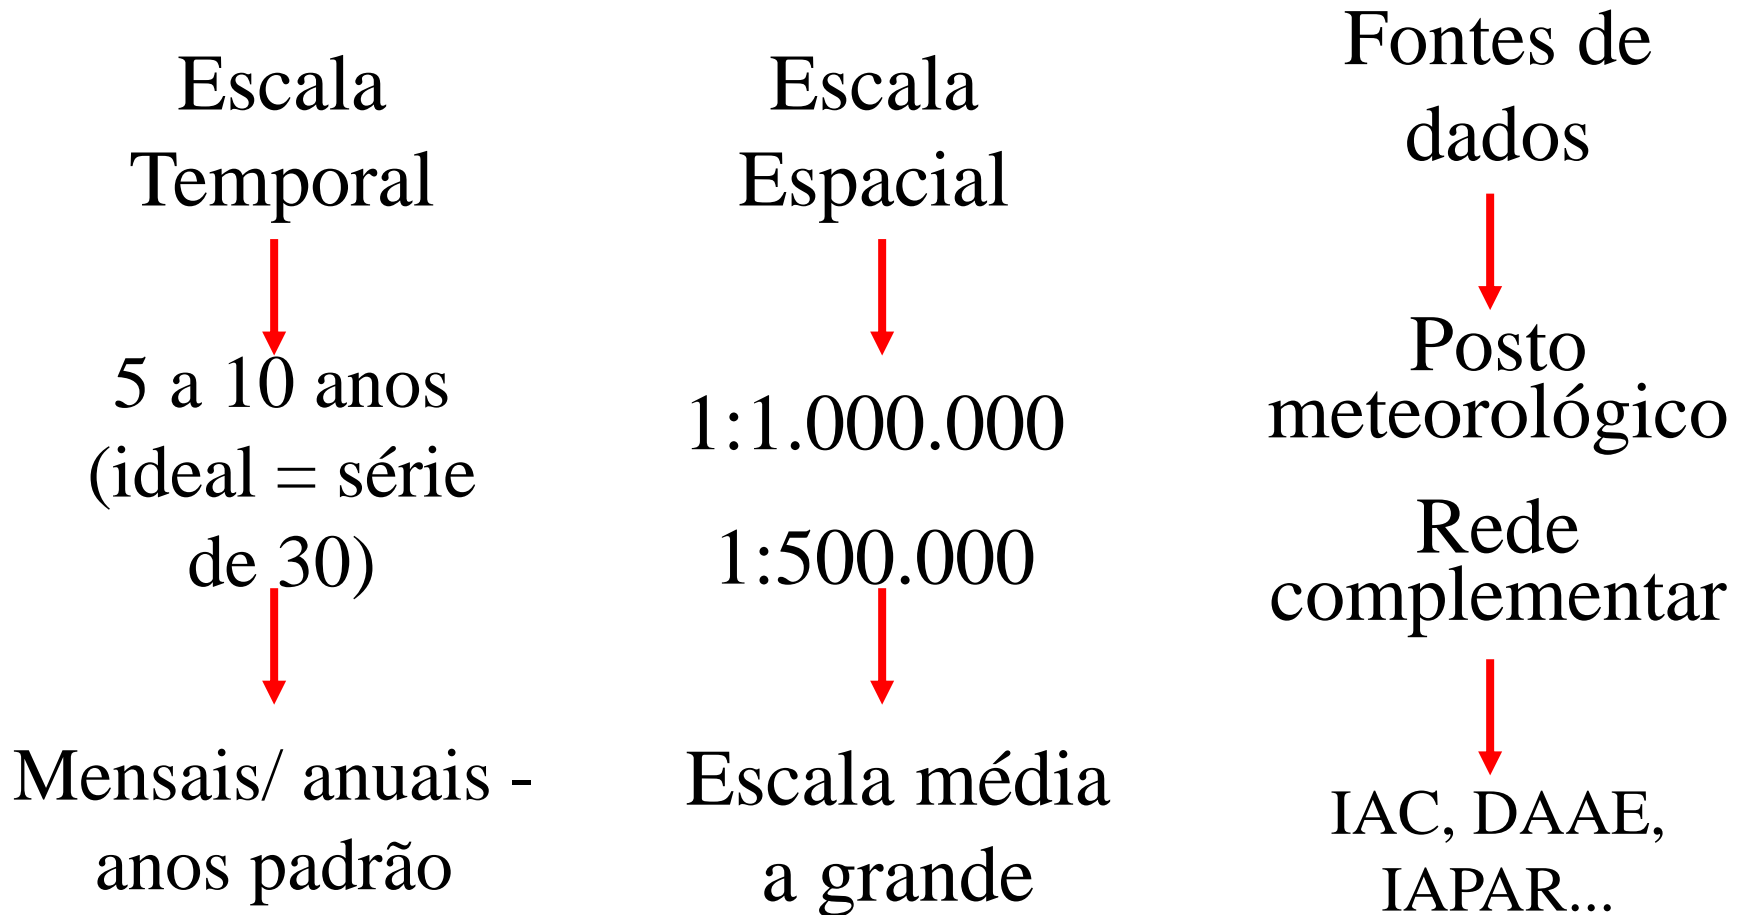 Escala
Temporal
5 a 10 anos
(ideal = série
de 30)
Mensais/ anuais -
anos padrão
Escala
Espacial
1:1.000.000
1:500.000
Escala média
a grande
Fontes de
dados
Posto
meteorológico
Rede
complementar
IAC, DAAE,
IAPAR...